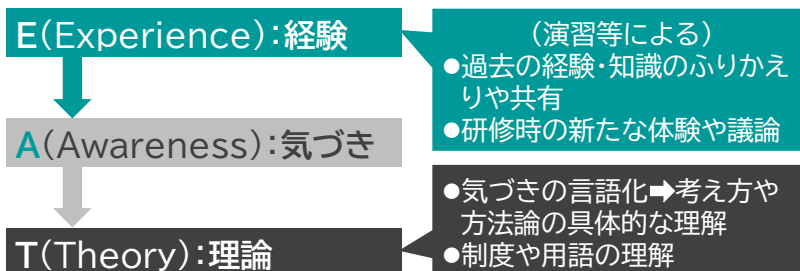 E(Experience):経験
(演習等による)
●過去の経験・知識のふりかえ
りや共有
●研修時の新たな体験や議論
A(Awareness):気づき
T(Theory):理論
●気づきの言語化➡考え方や
方法論の具体的な理解
●制度や用語の理解